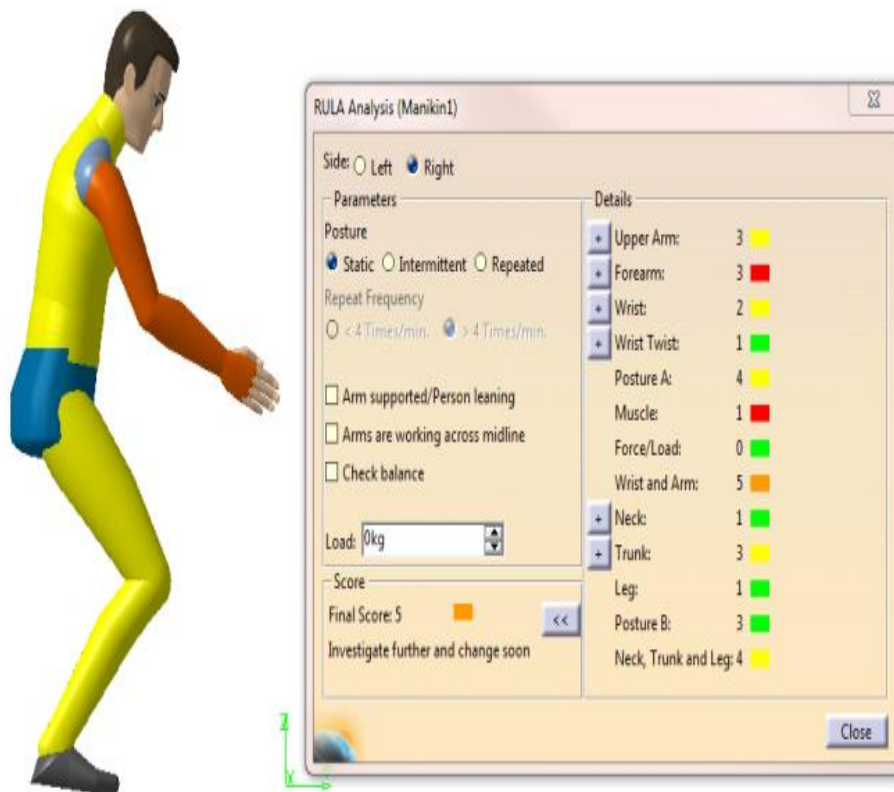 RULA Analysis (Manikin1)
Side: Left Right
Parameters
Posture
Static Intermittent Repeated
Repeat Frequency
< 4 Times/min. > 4 Times/min.
Arm supported/Person leaning
Arms are working across midline
Check balance
Load: 0kg
Score
Final Score: 5
<<
Investigate further and change soon
Details
+ Upper Arm: 3
+ Forearm: 3
+ Wrist: 2
+ Wrist Twist: 1
Posture A: 4
Muscle: 1
Force/Load: 0
Wrist and Arm: 5
+ Neck: 1
+ Trunk: 3
Leg: 1
Posture B: 3
Neck, Trunk and Leg: 4
Close
Z
X